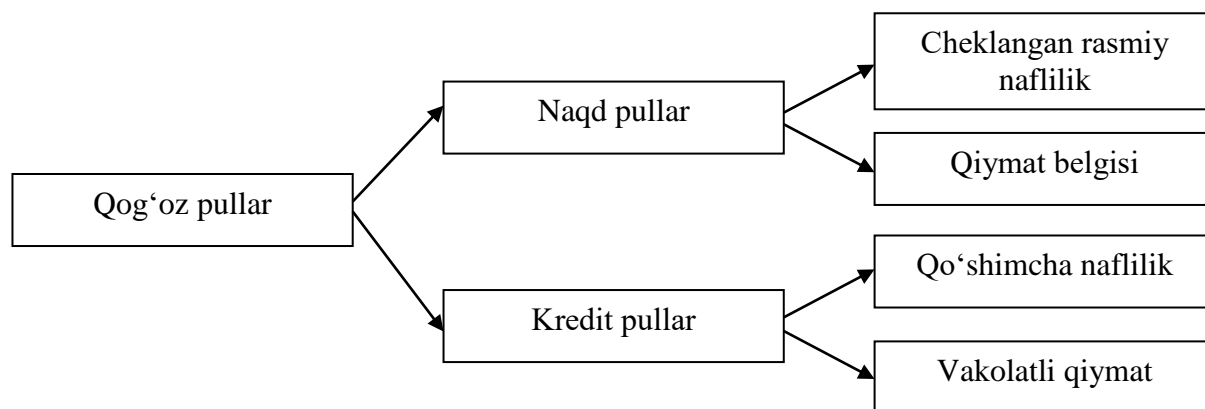 Cheklangan rasmiy
naflilik
Naqd pullar
Qiymat belgisi
Qog‘oz pullar
Qo‘shimcha naflilik
Kredit pullar
Vakolatli qiymat